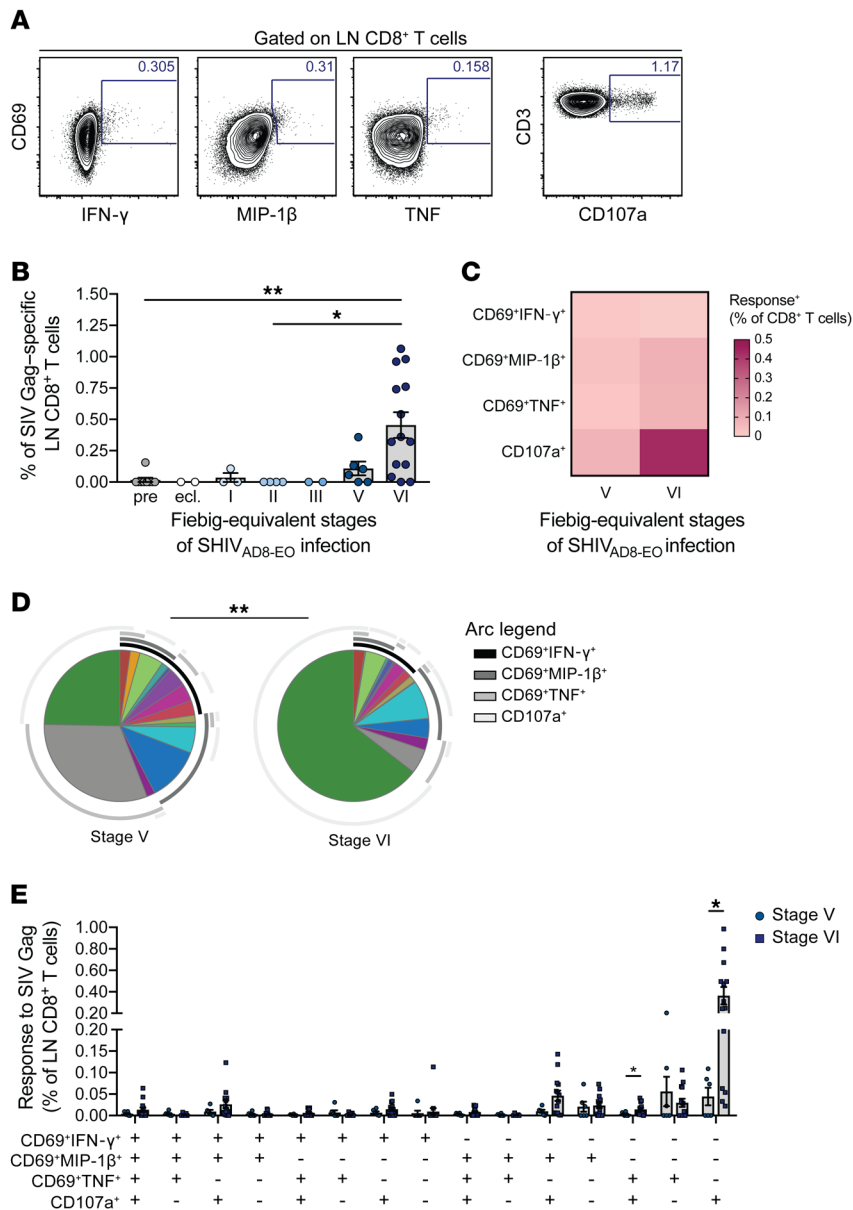 A
Gated on LN CD8⁺ T cells
0.305
0.31
0.158
1.17
CD69
CD3
IFN-γ
MIP-1β
TNF
CD107a
B
% of SIV Gag–specific
LN CD8⁺ T cells
1.50
1.25
1.00
0.75
0.50
0.25
0.00
**
*
pre
ecl.
I
II
III
V
VI
Fiebig-equivalent stages
of SHIV_AD8-EO infection
C
CD69⁺IFN-γ⁺
CD69⁺MIP-1β⁺
CD69⁺TNF⁺
CD107a⁺
V
VI
Response⁺
(% of CD8⁺ T cells)
0.5
0.4
0.3
0.2
0.1
0
Fiebig-equivalent stages
of SHIV_AD8-EO infection
D
**
Stage V
Stage VI
Arc legend
CD69⁺IFN-γ⁺
CD69⁺MIP-1β⁺
CD69⁺TNF⁺
CD107a⁺
E
Response to SIV Gag
(% of LN CD8⁺ T cells)
1.00
0.80
0.60
0.40
0.20
0.20
0.15
0.10
0.05
0.00
*
*
Stage V
Stage VI
CD69⁺IFN-γ⁺ + + + + + + + + - - - - - - -
CD69⁺MIP-1β⁺ + + + + - - - - + + + + - - -
CD69⁺TNF⁺ + + - - + + - - + + - - + + -
CD107a⁺ + - + - + - + - + - + - + - +